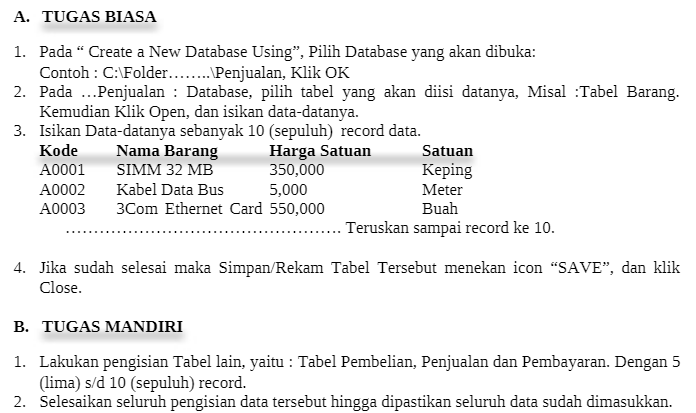 A. TUGAS BIASA
1. Pada “ Create a New Database Using”, Pilih Database yang akan dibuka:
Contoh : C:\Folder……..\Penjualan, Klik OK
2. Pada …Penjualan : Database, pilih tabel yang akan diisi datanya, Misal :Tabel Barang.
Kemudian Klik Open, dan isikan data-datanya.
3. Isikan Data-datanya sebanyak 10 (sepuluh) record data.
Kode Nama Barang Harga Satuan Satuan
A0001 SIMM 32 MB 350,000 Keping
A0002 Kabel Data Bus 5,000 Meter
A0003 3Com Ethernet Card 550,000 Buah
…………………………………………. Teruskan sampai record ke 10.
4. Jika sudah selesai maka Simpan/Rekam Tabel Tersebut menekan icon “SAVE”, dan klik
Close.
B. TUGAS MANDIRI
1. Lakukan pengisian Tabel lain, yaitu : Tabel Pembelian, Penjualan dan Pembayaran. Dengan 5
(lima) s/d 10 (sepuluh) record.
2. Selesaikan seluruh pengisian data tersebut hingga dipastikan seluruh data sudah dimasukkan.